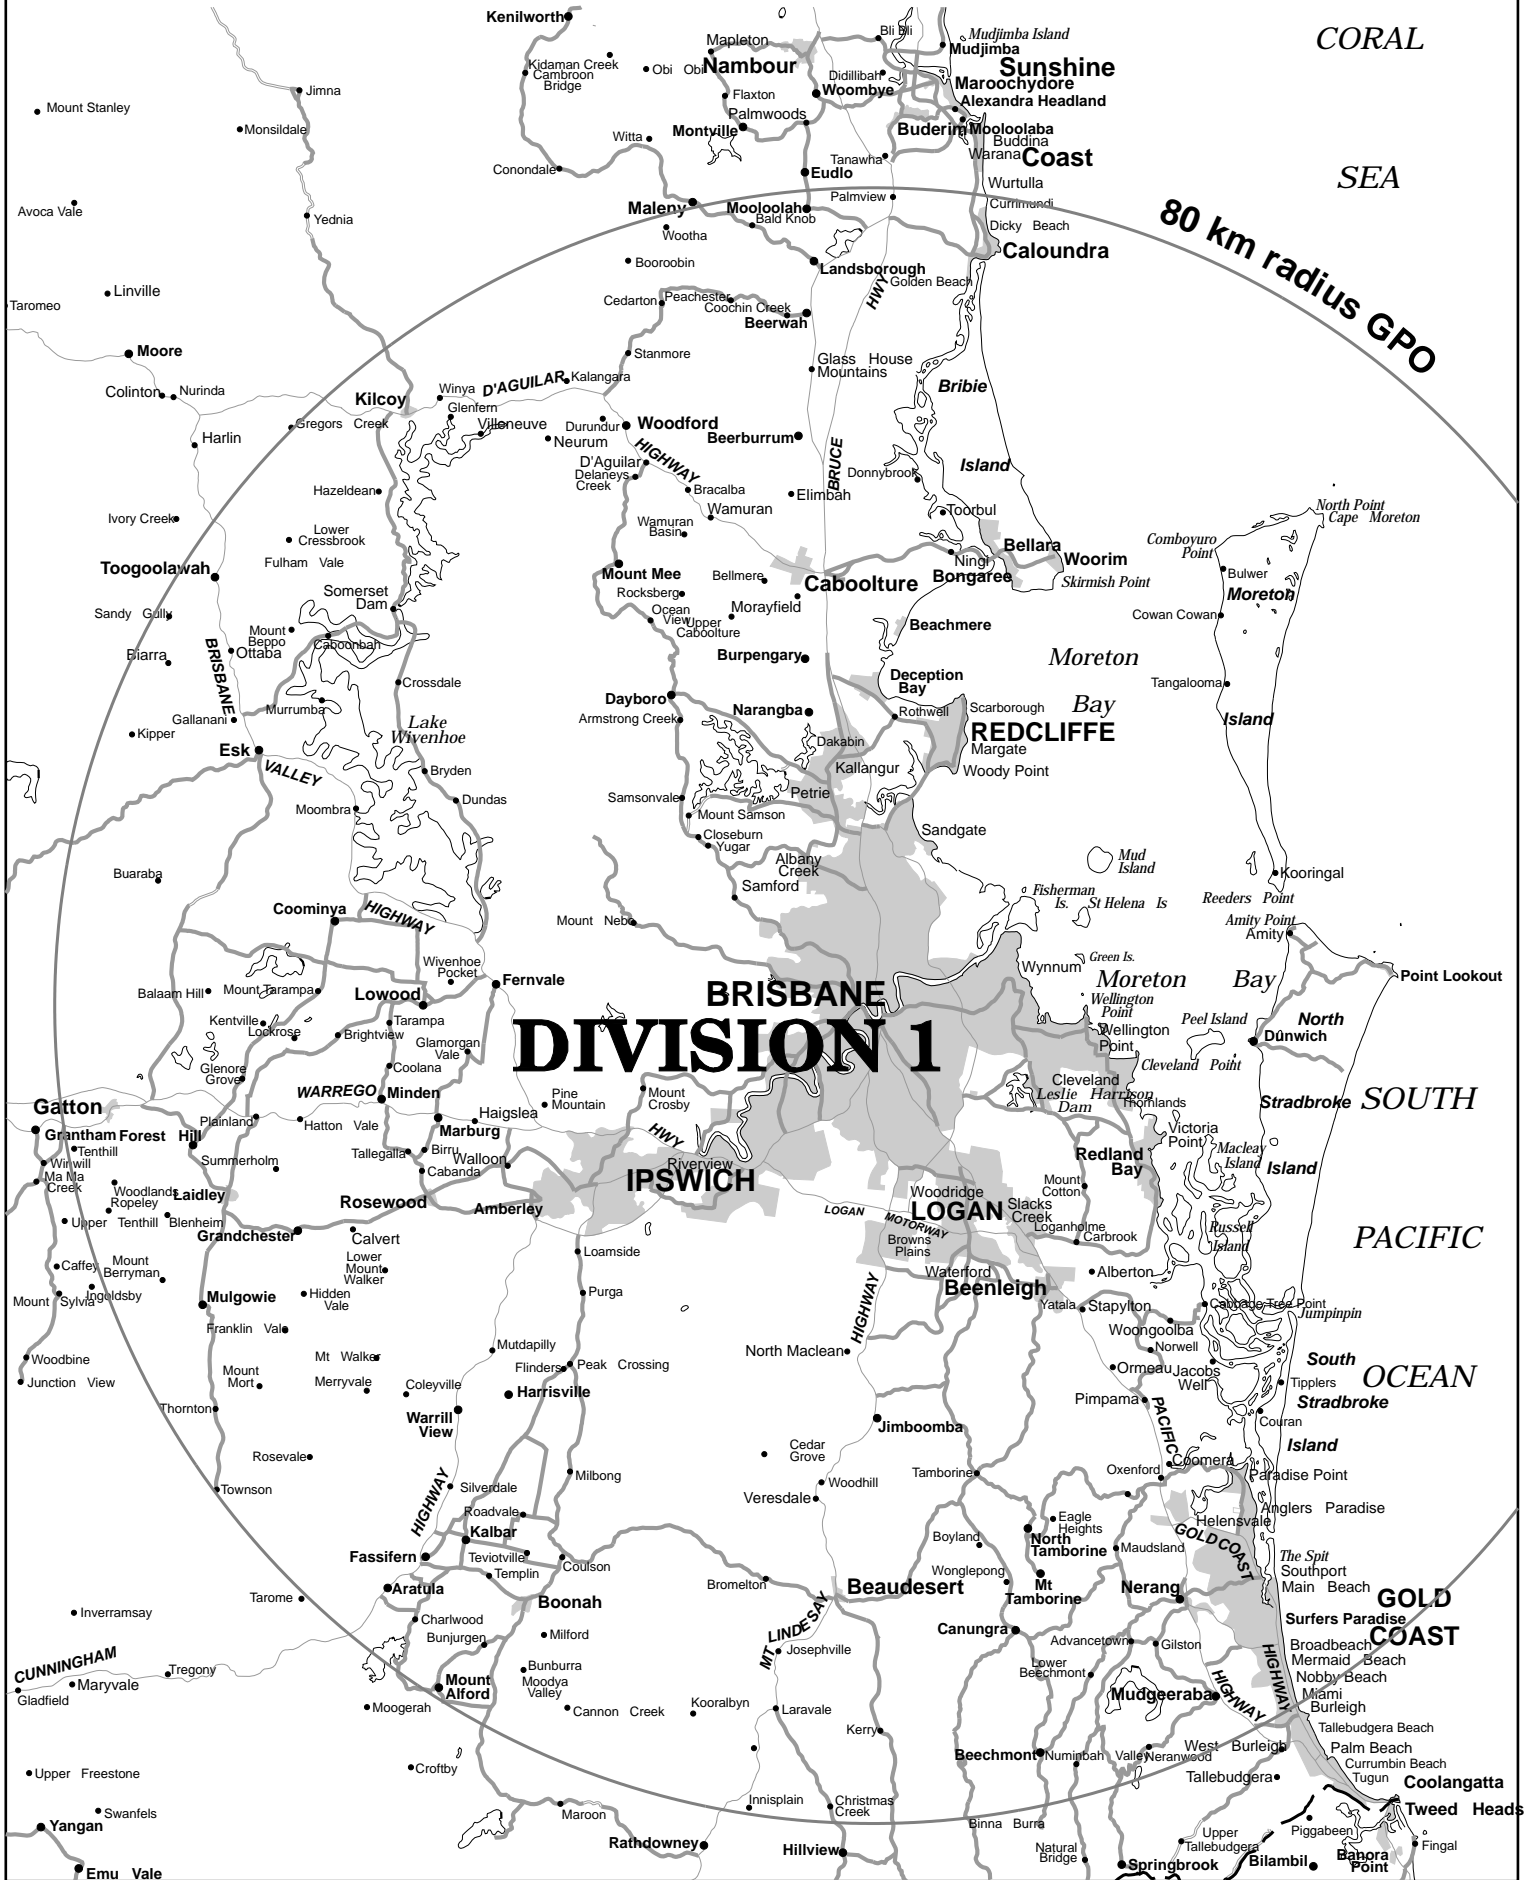 Kenilworth
Bli Bli
Mudjimba Island
CORAL
Mapleton
Mudjimba
Kidaman Creek
Cambroon
Bridge
Obi Obi
Nambour
Didillibah
Sunshine
Maroochydore
Jimna
Flaxton
Woombye
Alexandra Headland
Mount Stanley
Palmwoods
Monsildale
Witta
Montville
Buderim
Mooloolaba
Buddina
Warana
Coast
Tanawha
Conondale
Eudlo
SEA
Wurtulla
Palmview
Currimundi
Avoca Vale
Yednia
Maleny
Mooloolah
Bald Knob
Dicky Beach
Wootha
Caloundra
80 km radius GPO
Booroobin
Landsborough
HWY
Golden Beach
Linville
Taromeo
Cedarton
Peachester
Coochin Creek
Beerwah
Moore
Stanmore
Glass House
Mountains
Colinton
Nurinda
Kilcoy
Winya
D'AGUILAR
Kalangara
Bribie
Glenfern
Gregors Creek
Villeneuve
Durundur
Woodford
Harlin
Neurum
Beerburrum
HIGHWAY
BRUCE
D'Aguilar
Delaneys
Creek
Island
Donnybrook
Hazeldean
Bracalba
Elimbah
Ivory Creek
Wamuran
Toorbul
North Point
Cape Moreton
Lower
Cressbrook
Wamuran
Basin
Comboyuro
Point
Fulham Vale
Bellara
Woorim
Ningi
Toogoolawah
Mount Mee
Bellmere
Caboolture
Bongaree
Skirmish Point
Bulwer
Somerset
Dam
Rocksberg
Moreton
Sandy Gully
Ocean
View
Morayfield
Upper
Caboolture
Cowan Cowan
Mount
Beppo
Caboonbah
Beachmere
BRISBANE
Biarra
Ottaba
Burpengary
Moreton
Deception
Bay
Crossdale
Tangalooma
Murrumba
Dayboro
Narangba
Rothwell
Scarborough
Bay
Gallanani
Armstrong Creek
Island
Kipper
Lake
Wivenhoe
REDCLIFFE
Dakabin
Esk
Margate
VALLEY
Bryden
Kallangur
Woody Point
Moombra
Dundas
Samsonvale
Petrie
Mount Samson
Sandgate
Closeburn
Yugar
Albany
Creek
Mud
Island
Buaraba
Samford
Kooringal
Fisherman
Is.
St Helena Is
Reeders Point
Coominya
HIGHWAY
Mount Nebo
Amity Point
Amity
Wivenhoe
Pocket
Wynnum
Green Is.
Point Lookout
Fernvale
Moreton Bay
Balaam Hill
Mount Tarampa
Lowood
BRISBANE
Wellington
Point
Kentville
Lockrose
Tarampa
Peel Island
North
Brightview
DIVISION 1
Wellington
Point
Dunwich
Glamorgan
Vale
Glenore
Grove
Coolana
Cleveland Point
Cleveland
WARREGO
Minden
Mount
Crosby
Leslie Harrison
Dam
Gatton
Pine
Mountain
Thornlands
Stradbroke
SOUTH
Plainland
Haigslea
Hatton Vale
Marburg
HWY
Victoria
Point
Grantham
Forest Hill
Tenthill
Tallegalla
Birru
Redland
Bay
Macleay
Island
Winwill
Summerholm
Walloon
Riverview
Island
Ma Ma
Creek
Cabanda
IPSWICH
Mount
Cotton
Woodlands
Laidley
Ropeley
Rosewood
Woodridge
Amberley
Slacks
Creek
LOGAN
Upper Tenthill
Blenheim
LOGAN MOTORWAY
Russell
Island
Grandchester
Calvert
Loganholme
Carbrook
PACIFIC
Browns
Plains
Loamside
Caffey
Mount
Berryman
Lower
Mount
Walker
Waterford
Alberton
Mount Sylvia
Ingoldsby
Mulgowie
Hidden
Vale
Purga
Beenleigh
Yatala
Stapylton
Cabbage Tree Point
Jumpinpin
Franklin Vale
HIGHWAY
Woongoolba
Mutdapilly
North Maclean
Norwell
Woodbine
Mt Walker
Flinders
Peak Crossing
South
Junction View
Mount
Mort
Merryvale
Coleyville
Harrisville
Ormeau
Jacobs
Well
OCEAN
Tipplers
Thornton
Pimpama
Stradbroke
Warrill
View
Jimboomba
PACIFIC
Couran
Rosevale
Cedar
Grove
Island
Coomera
Milbong
Tamborine
Oxenford
Townson
HIGHWAY
Silverdale
Woodhill
Paradise Point
Veresdale
Roadvale
Eagle
Heights
Anglers Paradise
Kalbar
Boyland
North
Tamborine
Helensvale
Fassifern
Teviotville
GOLD COAST
Templin
Coulson
Wonglepong
Maudsland
The Spit
Southport
Bromelton
Beaudesert
Mt
Tamborine
Nerang
Main Beach
Tarome
Aratula
Boonah
GOLD
COAST
Inverramsay
Charlwood
Surfers Paradise
Bunjurgen
Milford
MT LINDESAY
Canungra
Advancetown
Gilston
Broadbeach
CUNNINGHAM
Tregony
Josephville
Lower
Beechmont
HIGHWAY
Mermaid Beach
Maryvale
Bunburra
Moodya
Valley
Nobby Beach
Gladfield
Mount
Alford
Mudgeeraba
HIGHWAY
Miami
Burleigh
Moogerah
Cannon Creek
Kooralbyn
Laravale
Kerry
Tallebudgera Beach
Beechmont
Numinbah Valley
Neranwood
West Burleigh
Palm Beach
Croftby
Currumbin Beach
Upper Freestone
Tallebudgera
Tugun
Coolangatta
Swanfels
Maroon
Innisplain
Christmas
Creek
Tweed Heads
Yangan
Binna Burra
Upper
Tallebudgera
Piggabeen
Rathdowney
Hillview
Natural
Bridge
Fingal
Emu Vale
Springbrook
Bilambil
Banora
Point